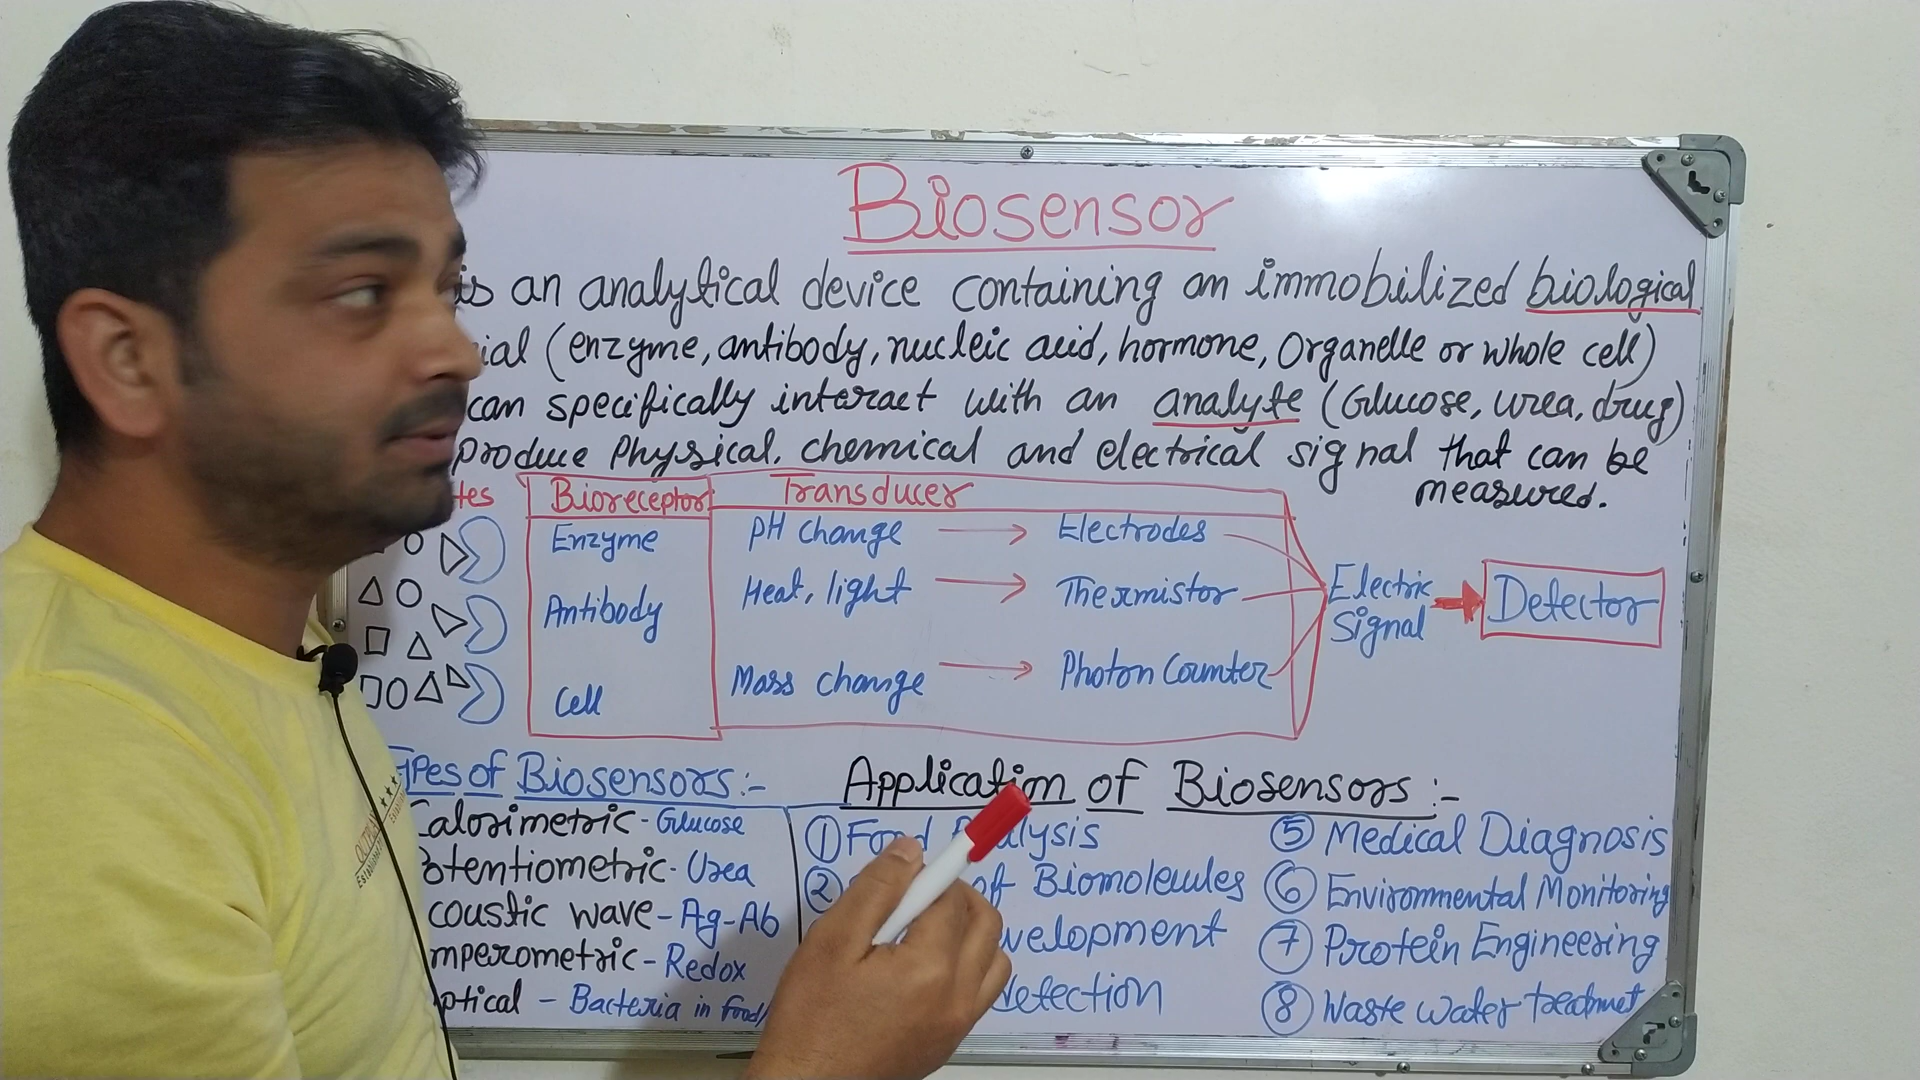 Biosensor
is an analytical device containing an immobilized biological
ial (enzyme, antibody, nucleic acid, hormone, Organelle or whole cell)
can specifically interact with an analyte (Glucose, urea, drug)
produce Physical, chemical and electrical signal that can be
measured.
tes Bioreceptor Transducer
Enzyme PH change Electrodes
Antibody Heat, light Thermistor
Cell Mass change Photon Counter
Electric
Signal
Detector
Types of Biosensors:-
Calorimetric - Glucose
Potentiometric - Urea
coustic wave - Ag-Ab
mperometric - Redox
ptical - Bacteria in food/
Application of Biosensors:-
① Food Analysis
② of Biomolecules
velopment
detection
⑤ Medical Diagnosis
⑥ Environmental Monitoring
⑦ Protein Engineering
⑧ Waste water treatmet